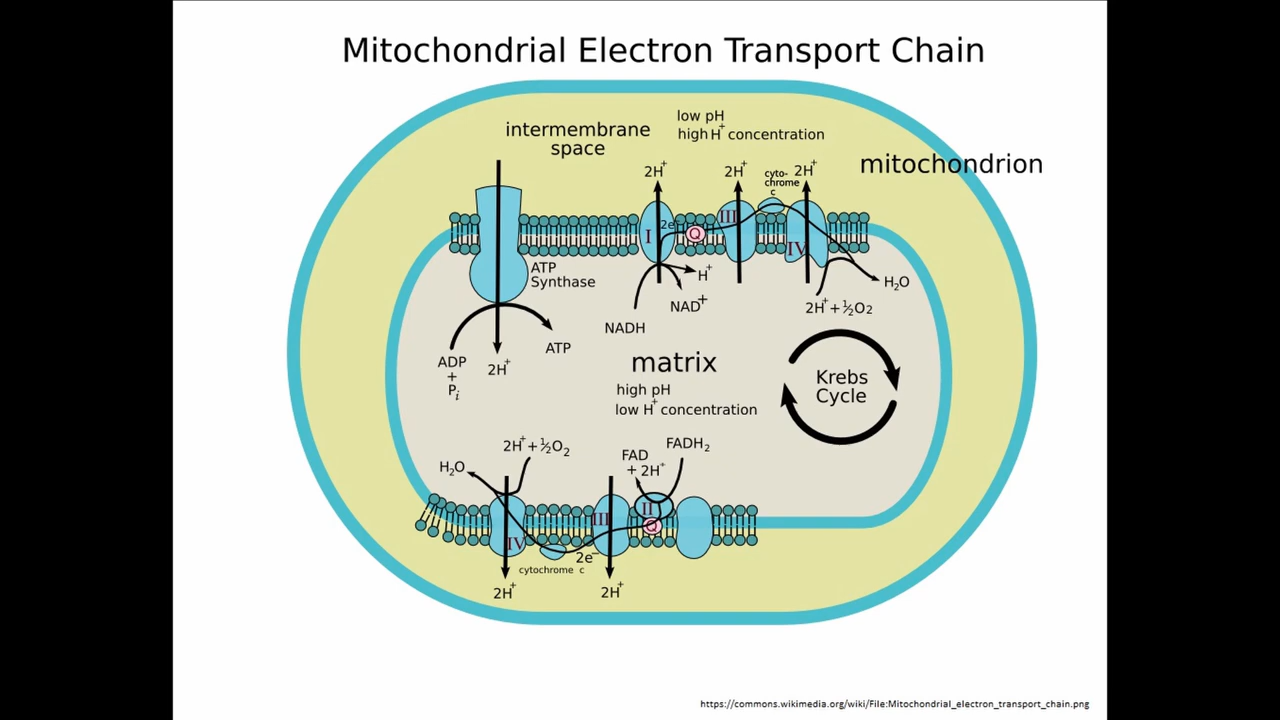 Mitochondrial Electron Transport Chain
intermembrane
space
low pH
high H+ concentration
mitochondrion
2H+
2H+
cyto-
chrome
c
2H+
I
2e-
Q
III
IV
ATP
Synthase
H+
NAD+
NADH
H2O
2H+ + ½O2
ADP
+
Pi
2H+
ATP
matrix
high pH
low H+ concentration
Krebs
Cycle
2H+ + ½O2
H2O
FAD
+ 2H+
FADH2
IV
III
II
Q
cytochrome c
2e-
2H+
2H+
https://commons.wikimedia.org/wiki/File:Mitochondrial_electron_transport_chain.png